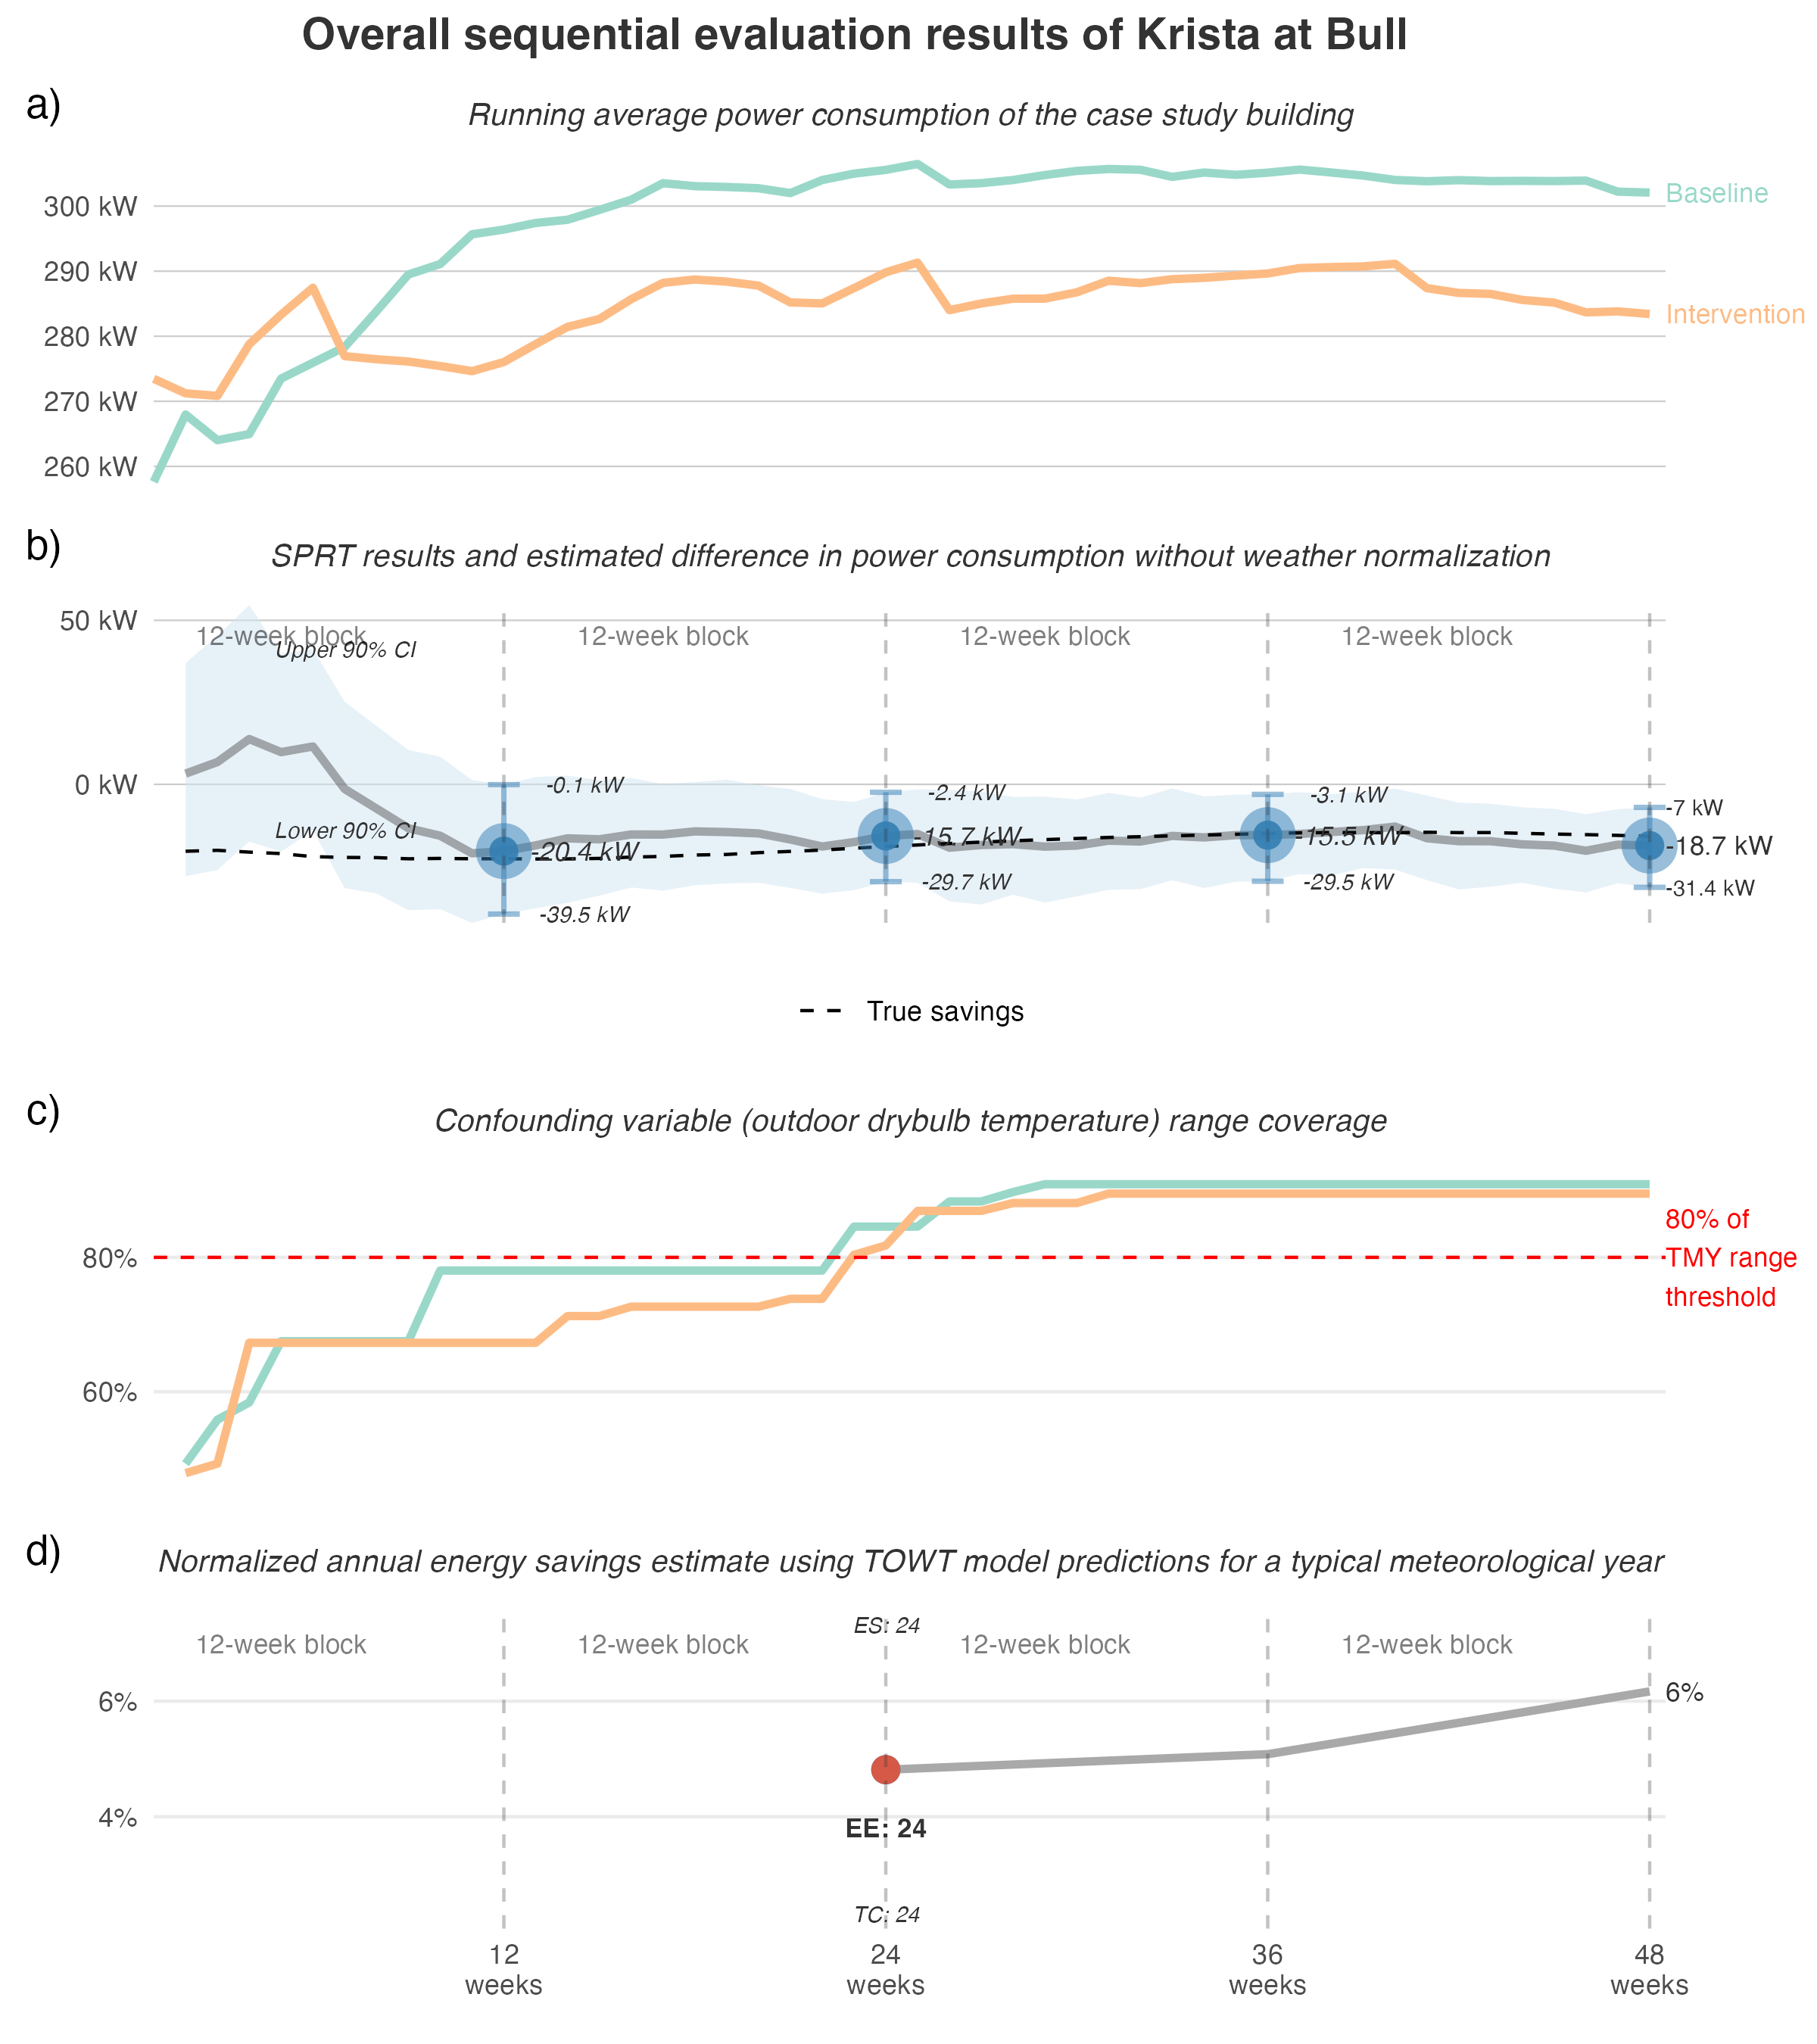 Overall sequential evaluation results of Krista at Bull
a)
Running average power consumption of the case study building
300 kW
290 kW
280 kW
270 kW
260 kW
Baseline
Intervention
b)
SPRT results and estimated difference in power consumption without weather normalization
50 kW
0 kW
12-week block
12-week block
12-week block
12-week block
Upper 90% CI
Lower 90% CI
-0.1 kW
-20.4 kW
-39.5 kW
-2.4 kW
-15.7 kW
-29.7 kW
-3.1 kW
-15.5 kW
-29.5 kW
-7 kW
-18.7 kW
-31.4 kW
True savings
c)
Confounding variable (outdoor drybulb temperature) range coverage
80%
60%
80% of
TMY range
threshold
d)
Normalized annual energy savings estimate using TOWT model predictions for a typical meteorological year
ES: 24
12-week block
12-week block
12-week block
12-week block
6%
4%
6%
EE: 24
TC: 24
12
weeks
24
weeks
36
weeks
48
weeks